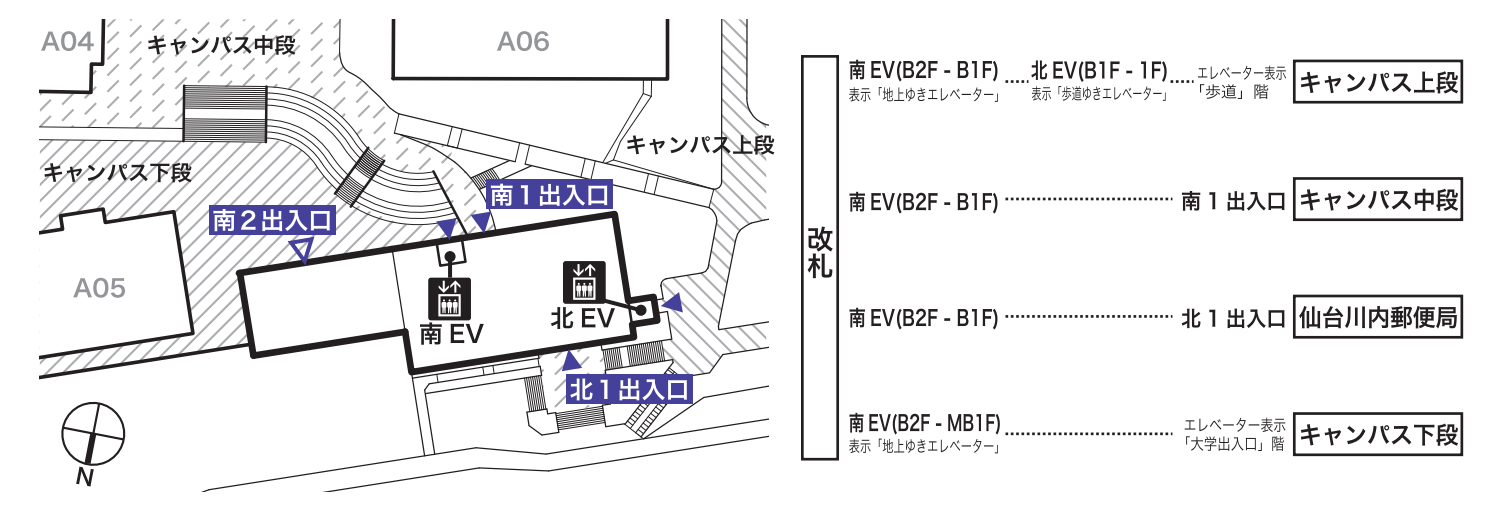 A04
キャンパス中段
A06
キャンパス上段
キャンパス下段
南1出入口
南2出入口
A05
南 EV
北 EV
北1出入口
N
改札
南 EV(B2F - B1F)
表示「地上ゆきエレベーター」
北 EV(B1F - 1F)
表示「歩道ゆきエレベーター」
エレベーター表示
「歩道」階
キャンパス上段
南 EV(B2F - B1F)
南 1 出入口
キャンパス中段
南 EV(B2F - B1F)
北 1 出入口
仙台川内郵便局
南 EV(B2F - MB1F)
表示「地上ゆきエレベーター」
エレベーター表示
「大学出入口」階
キャンパス下段